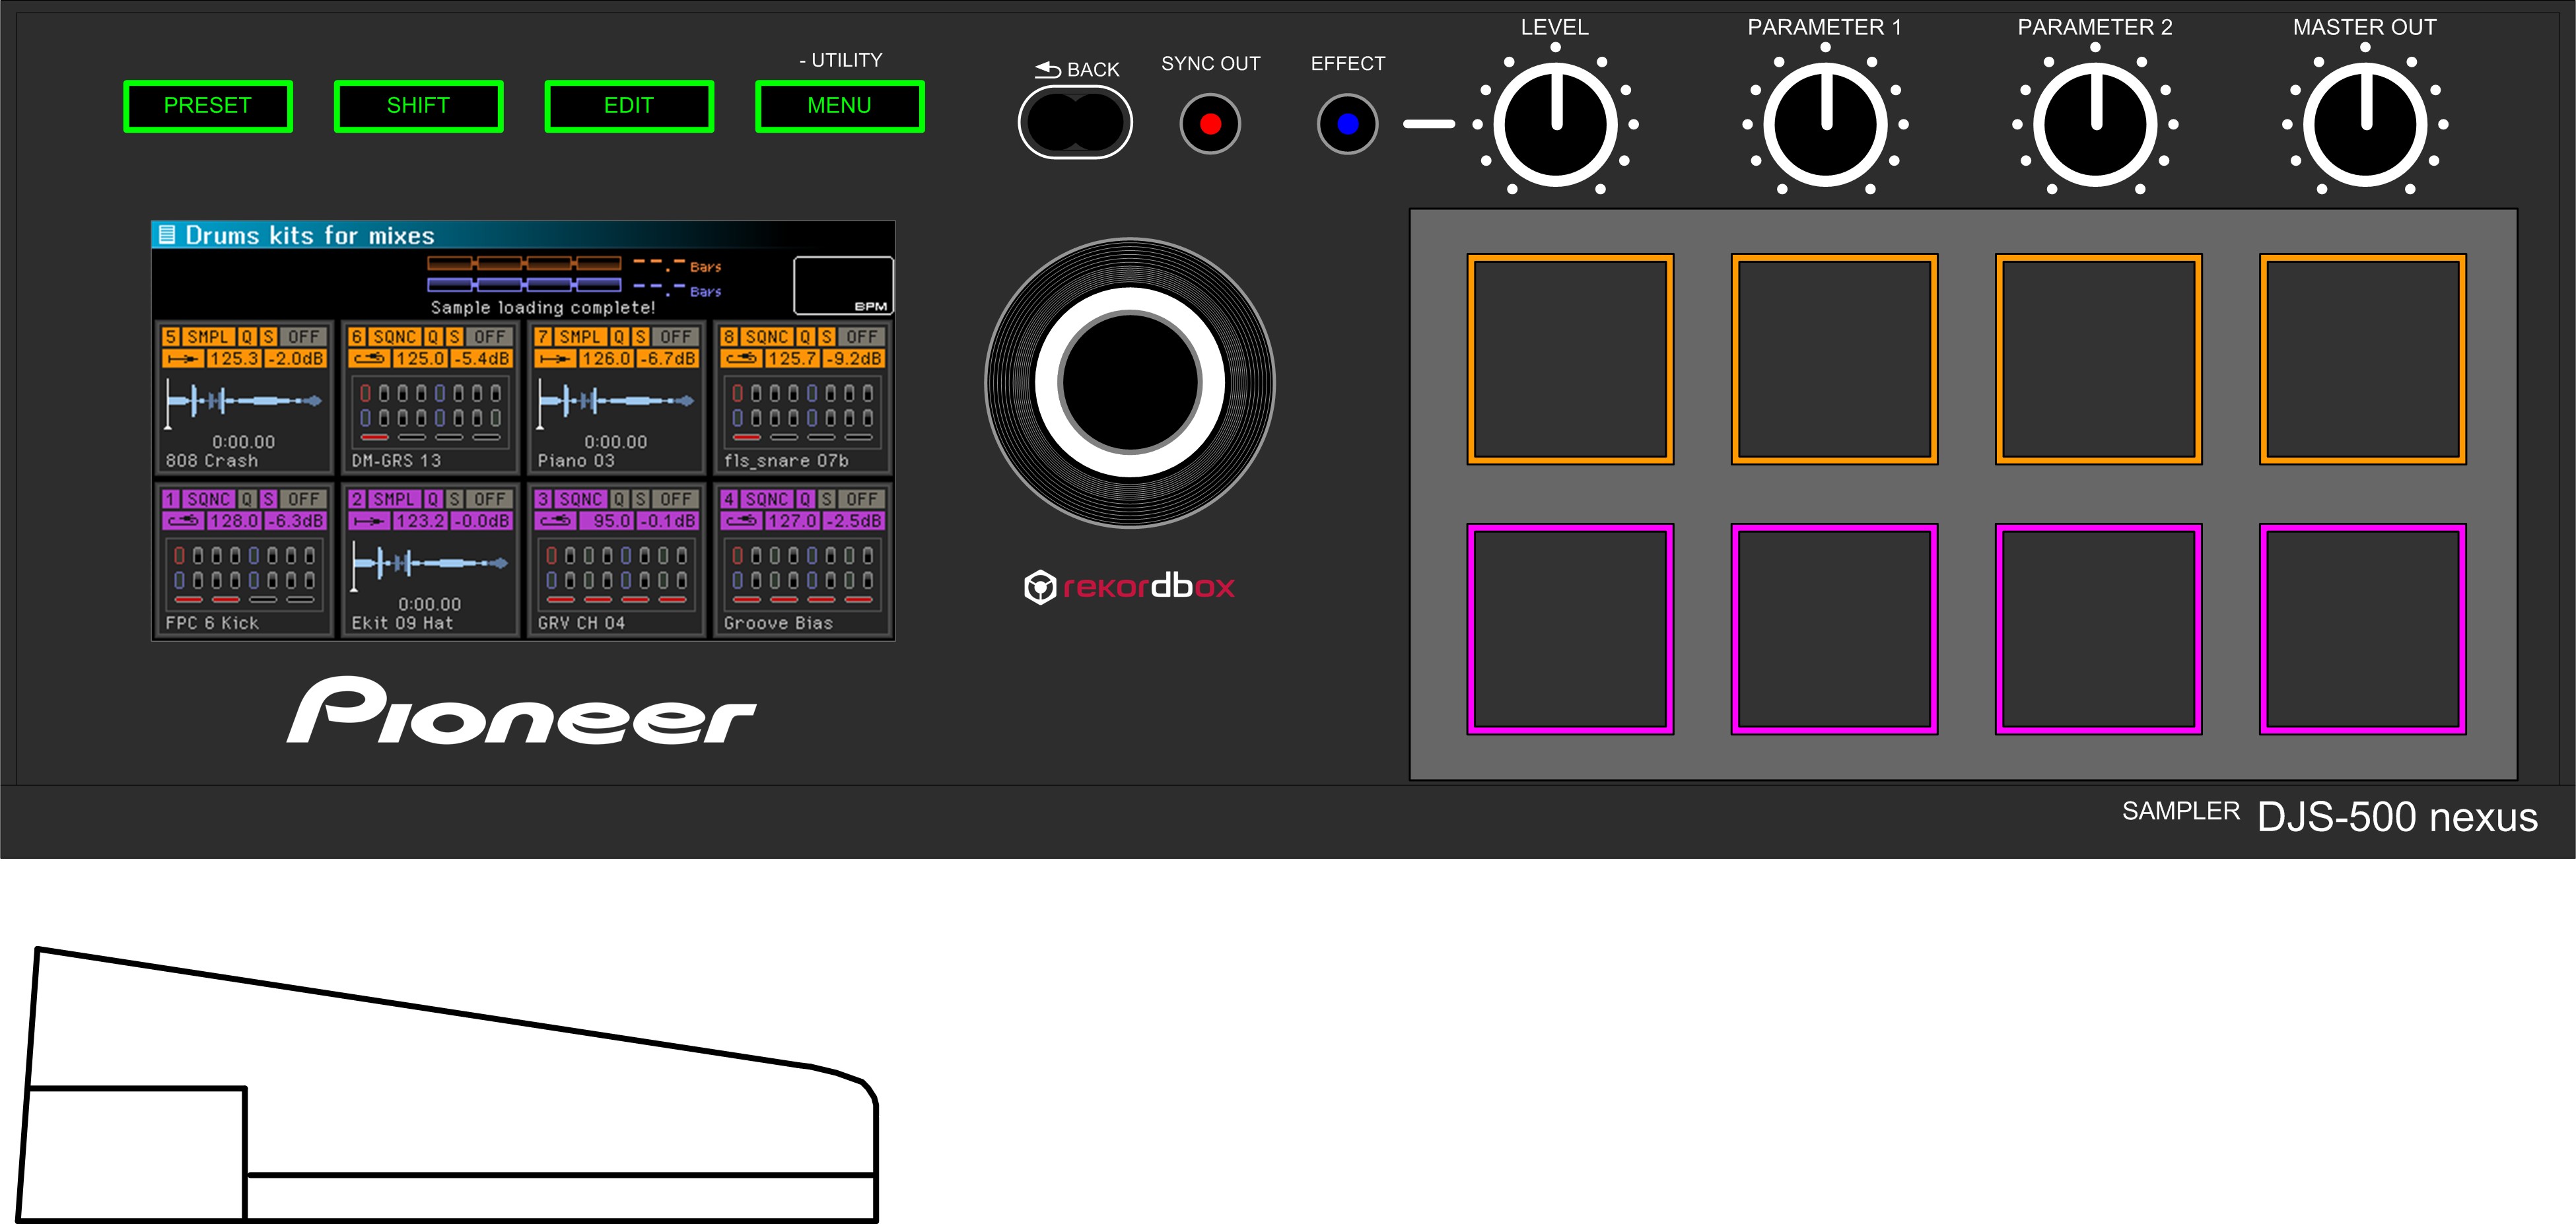 LEVEL PARAMETER 1 PARAMETER 2 MASTER OUT
- UTILITY
BACK SYNC OUT EFFECT
PRESET SHIFT EDIT MENU
Drums kits for mixes
--.- Bars
--.- Bars
Sample loading complete!
BPM
5 SMPL Q S OFF 6 SQNC Q S OFF 7 SMPL Q S OFF 8 SQNC Q S OFF
125.3 -2.0dB 125.0 -5.4dB 126.0 -6.7dB 125.7 -9.2dB
0:00.00 0:00.00
808 Crash DM-GRS 13 Piano 03 fls_snare 07b
1 SQNC Q S OFF 2 SMPL Q S OFF 3 SQNC Q S OFF 4 SQNC Q S OFF
128.0 -6.3dB 123.2 -0.0dB 95.0 -0.1dB 127.0 -2.5dB
0:00.00
FPC 6 Kick Ekit 09 Hat GRV CH 04 Groove Bias
rekordbox
Pioneer
SAMPLER DJS-500 nexus